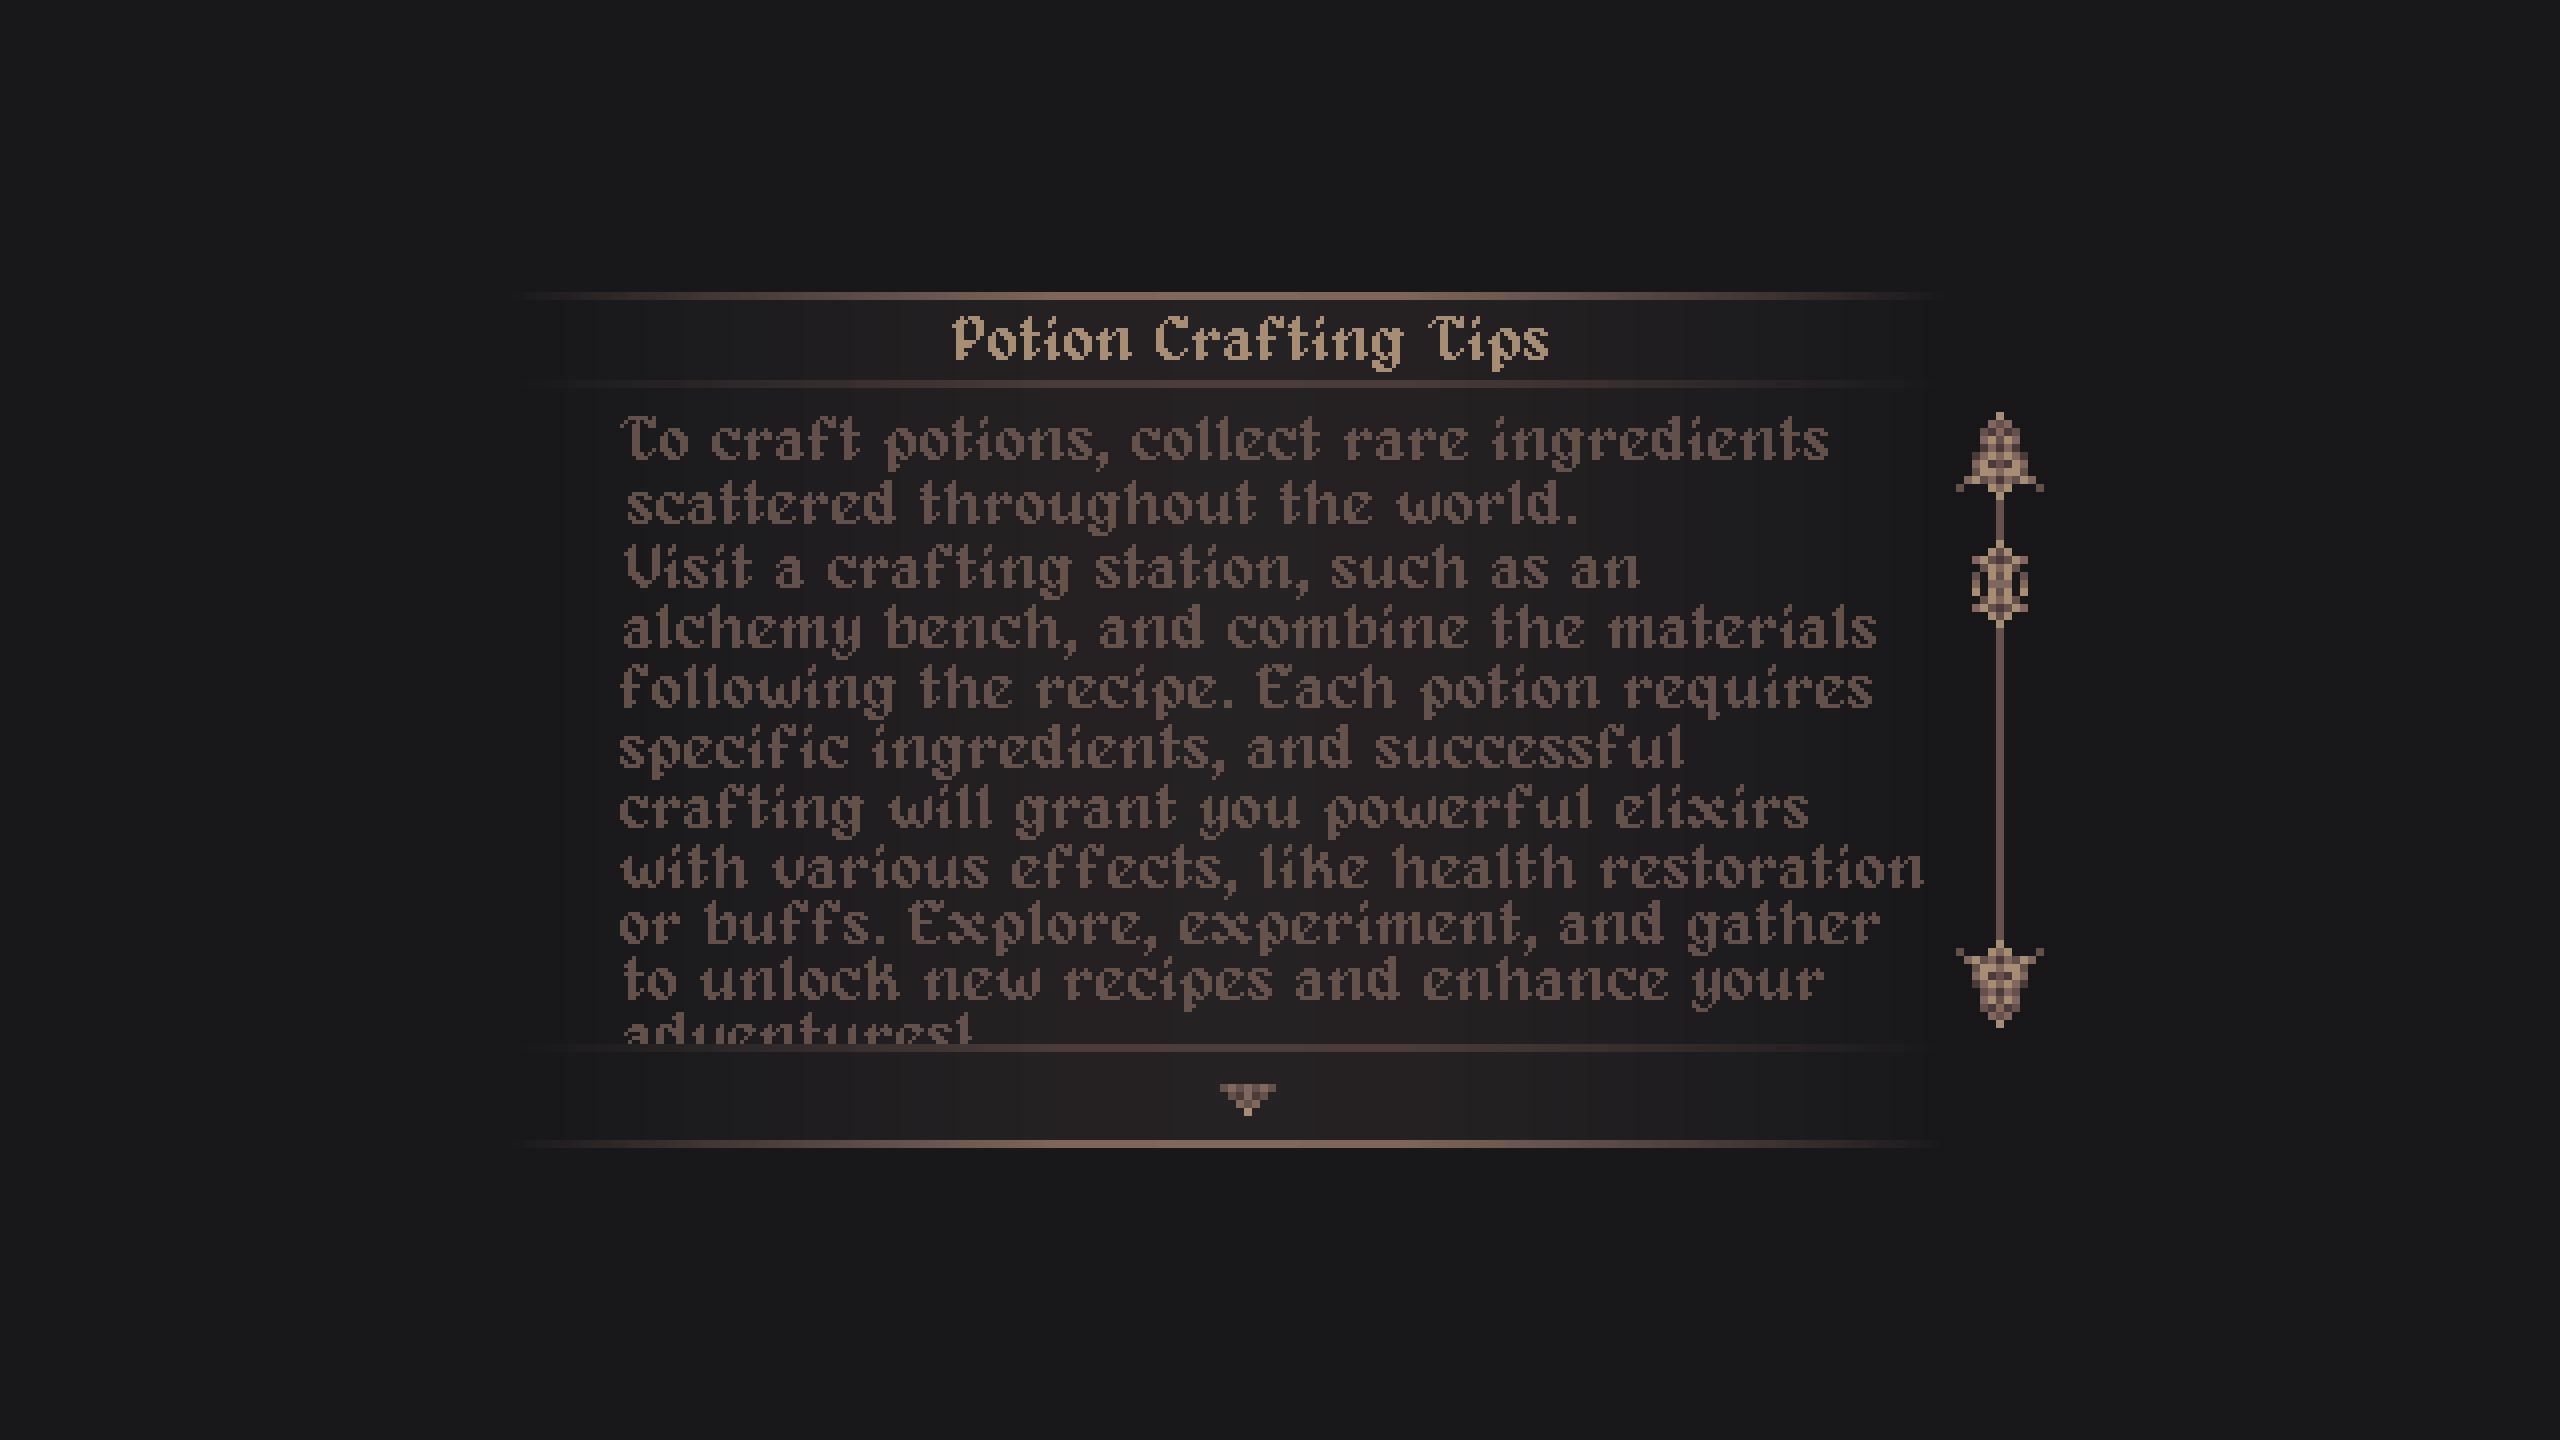 Potion Crafting Tips
To craft potions, collect rare ingredients
scattered throughout the world.
Visit a crafting station, such as an
alchemy bench, and combine the materials
following the recipe. Each potion requires
specific ingredients, and successful
crafting will grant you powerful elixirs
with various effects, like health restoration
or buffs. Explore, experiment, and gather
to unlock new recipes and enhance your
adventures!